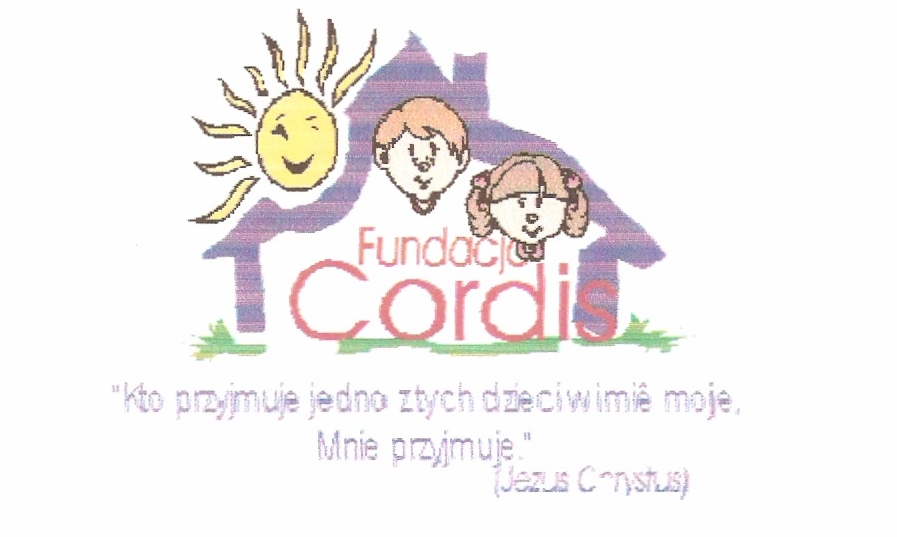 Fundacja
Cordis
"Kto przyjmuje jedno z tych dzieci w imiê moje,
Mnie przyjmuje."
(Jezus Chrystus)